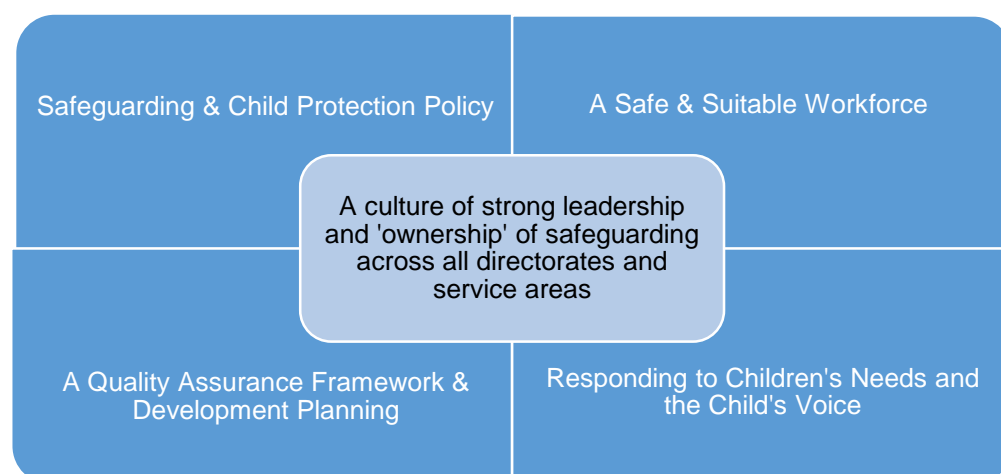 Safeguarding & Child Protection Policy
A Safe & Suitable Workforce
A culture of strong leadership
and 'ownership' of safeguarding
across all directorates and
service areas
A Quality Assurance Framework &
Development Planning
Responding to Children's Needs and
the Child's Voice